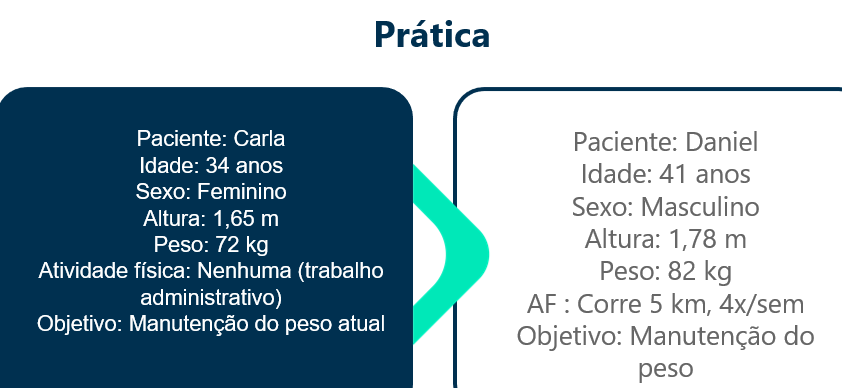 Prática
Paciente: Carla
Idade: 34 anos
Sexo: Feminino
Altura: 1,65 m
Peso: 72 kg
Atividade física: Nenhuma (trabalho
administrativo)
Objetivo: Manutenção do peso atual
Paciente: Daniel
Idade: 41 anos
Sexo: Masculino
Altura: 1,78 m
Peso: 82 kg
AF : Corre 5 km, 4x/sem
Objetivo: Manutenção do
peso